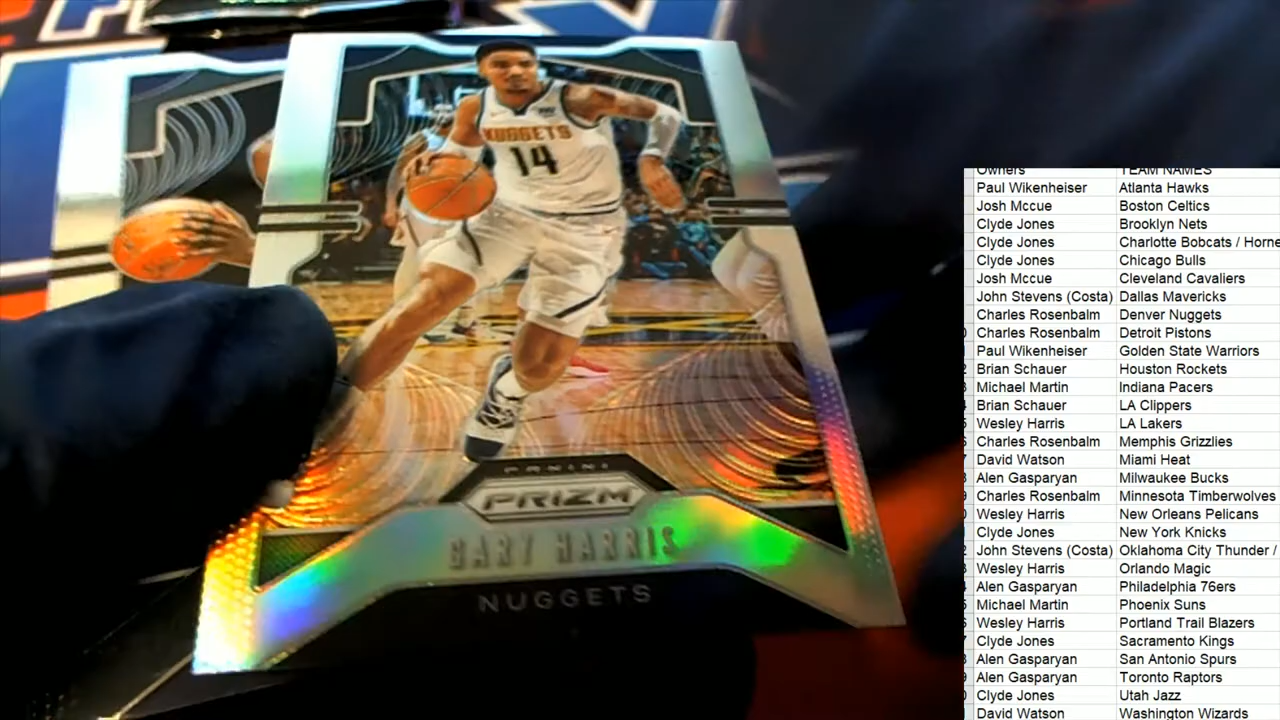 NUGGETS
14
PANINI
PRIZM
GARY HARRIS
NUGGETS
Owners TEAM NAMES
Paul Wikenheiser Atlanta Hawks
Josh Mccue Boston Celtics
Clyde Jones Brooklyn Nets
Clyde Jones Charlotte Bobcats / Horne
Clyde Jones Chicago Bulls
Josh Mccue Cleveland Cavaliers
John Stevens (Costa) Dallas Mavericks
Charles Rosenbalm Denver Nuggets
Charles Rosenbalm Detroit Pistons
Paul Wikenheiser Golden State Warriors
Brian Schauer Houston Rockets
Michael Martin Indiana Pacers
Brian Schauer LA Clippers
Wesley Harris LA Lakers
Charles Rosenbalm Memphis Grizzlies
David Watson Miami Heat
Alen Gasparyan Milwaukee Bucks
Charles Rosenbalm Minnesota Timberwolves
Wesley Harris New Orleans Pelicans
Clyde Jones New York Knicks
John Stevens (Costa) Oklahoma City Thunder /
Wesley Harris Orlando Magic
Alen Gasparyan Philadelphia 76ers
Michael Martin Phoenix Suns
Wesley Harris Portland Trail Blazers
Clyde Jones Sacramento Kings
Alen Gasparyan San Antonio Spurs
Alen Gasparyan Toronto Raptors
Clyde Jones Utah Jazz
David Watson Washington Wizards